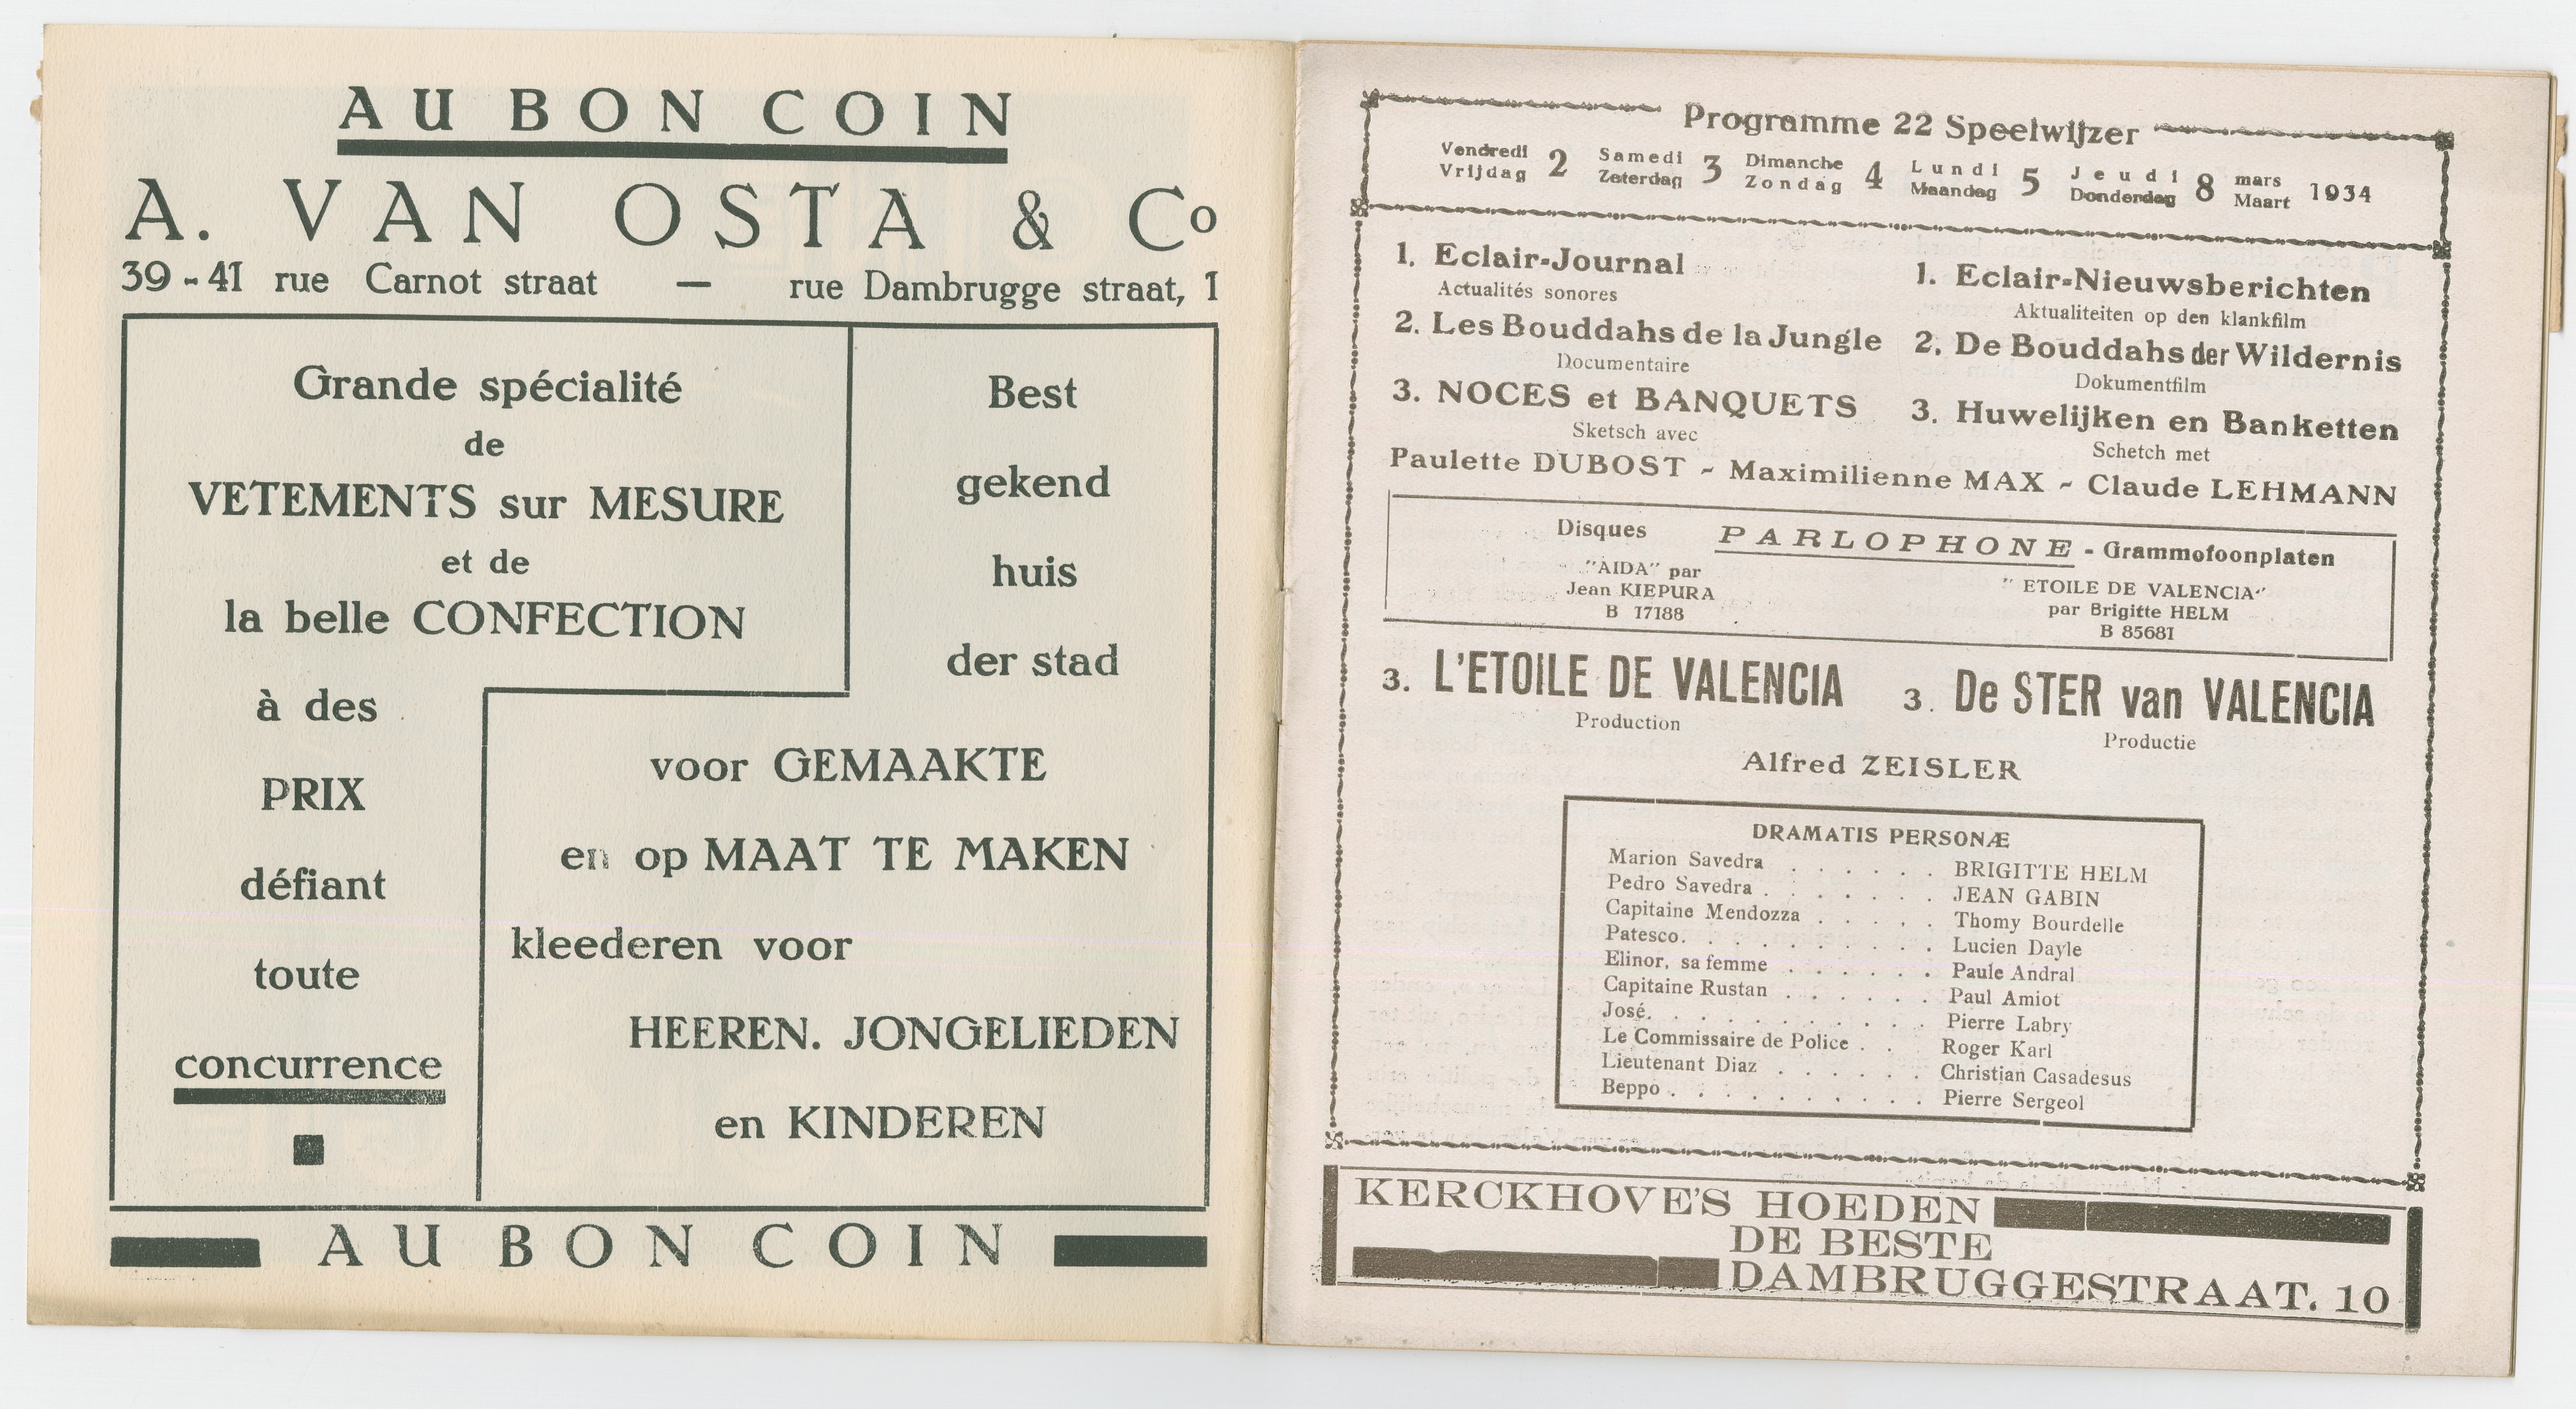 AU BON COIN
A. VAN OSTA & Co
39-41 rue Carnot straat — rue Dambrugge straat, 1
Grande spécialité
de
VETEMENTS sur MESURE
et de
la belle CONFECTION
à des
PRIX
défiant
toute
concurrence
Best
gekend
huis
der stad
voor GEMAAKTE
en op MAAT TE MAKEN
kleederen voor
HEEREN. JONGELIEDEN
en KINDEREN
AU BON COIN
Programme 22 Speelwijzer
Vendredi 2 Samedi 3 Dimanche 4 Lundi 5 Jeudi 8 mars 1934
Vrijdag Zaterdag Zondag Maandag Donderdag Maart
1. Eclair-Journal
Actualités sonores
2. Les Bouddahs de la Jungle
Documentaire
3. NOCES et BANQUETS
Sketsch avec
1. Eclair-Nieuwsberichten
Aktualiteiten op den klankfilm
2. De Bouddahs der Wildernis
Dokumentfilm
3. Huwelijken en Banketten
Schetch met
Paulette DUBOST - Maximilienne MAX - Claude LEHMANN
Disques PARLOPHONE - Grammofoonplaten
"AIDA" par
Jean KIEPURA
B 17188
" ETOILE DE VALENCIA"
par Brigitte HELM
B 85681
3. L'ETOILE DE VALENCIA
Production
3. De STER van VALENCIA
Productie
Alfred ZEISLER
DRAMATIS PERSONÆ
Marion Savedra . . . . . . BRIGITTE HELM
Pedro Savedra . . . . . . . JEAN GABIN
Capitaine Mendozza . . . . . Thomy Bourdelle
Patesco. . . . . . . . . . Lucien Dayle
Elinor, sa femme . . . . . . Paule Andral
Capitaine Rustan . . . . . . Paul Amiot
José. . . . . . . . . . . Pierre Labry
Le Commissaire de Police . . Roger Karl
Lieutenant Diaz . . . . . . Christian Casadesus
Beppo . . . . . . . . . . Pierre Sergeol
KERCKHOVE'S HOEDEN
DE BESTE
DAMBRUGGESTRAAT. 10